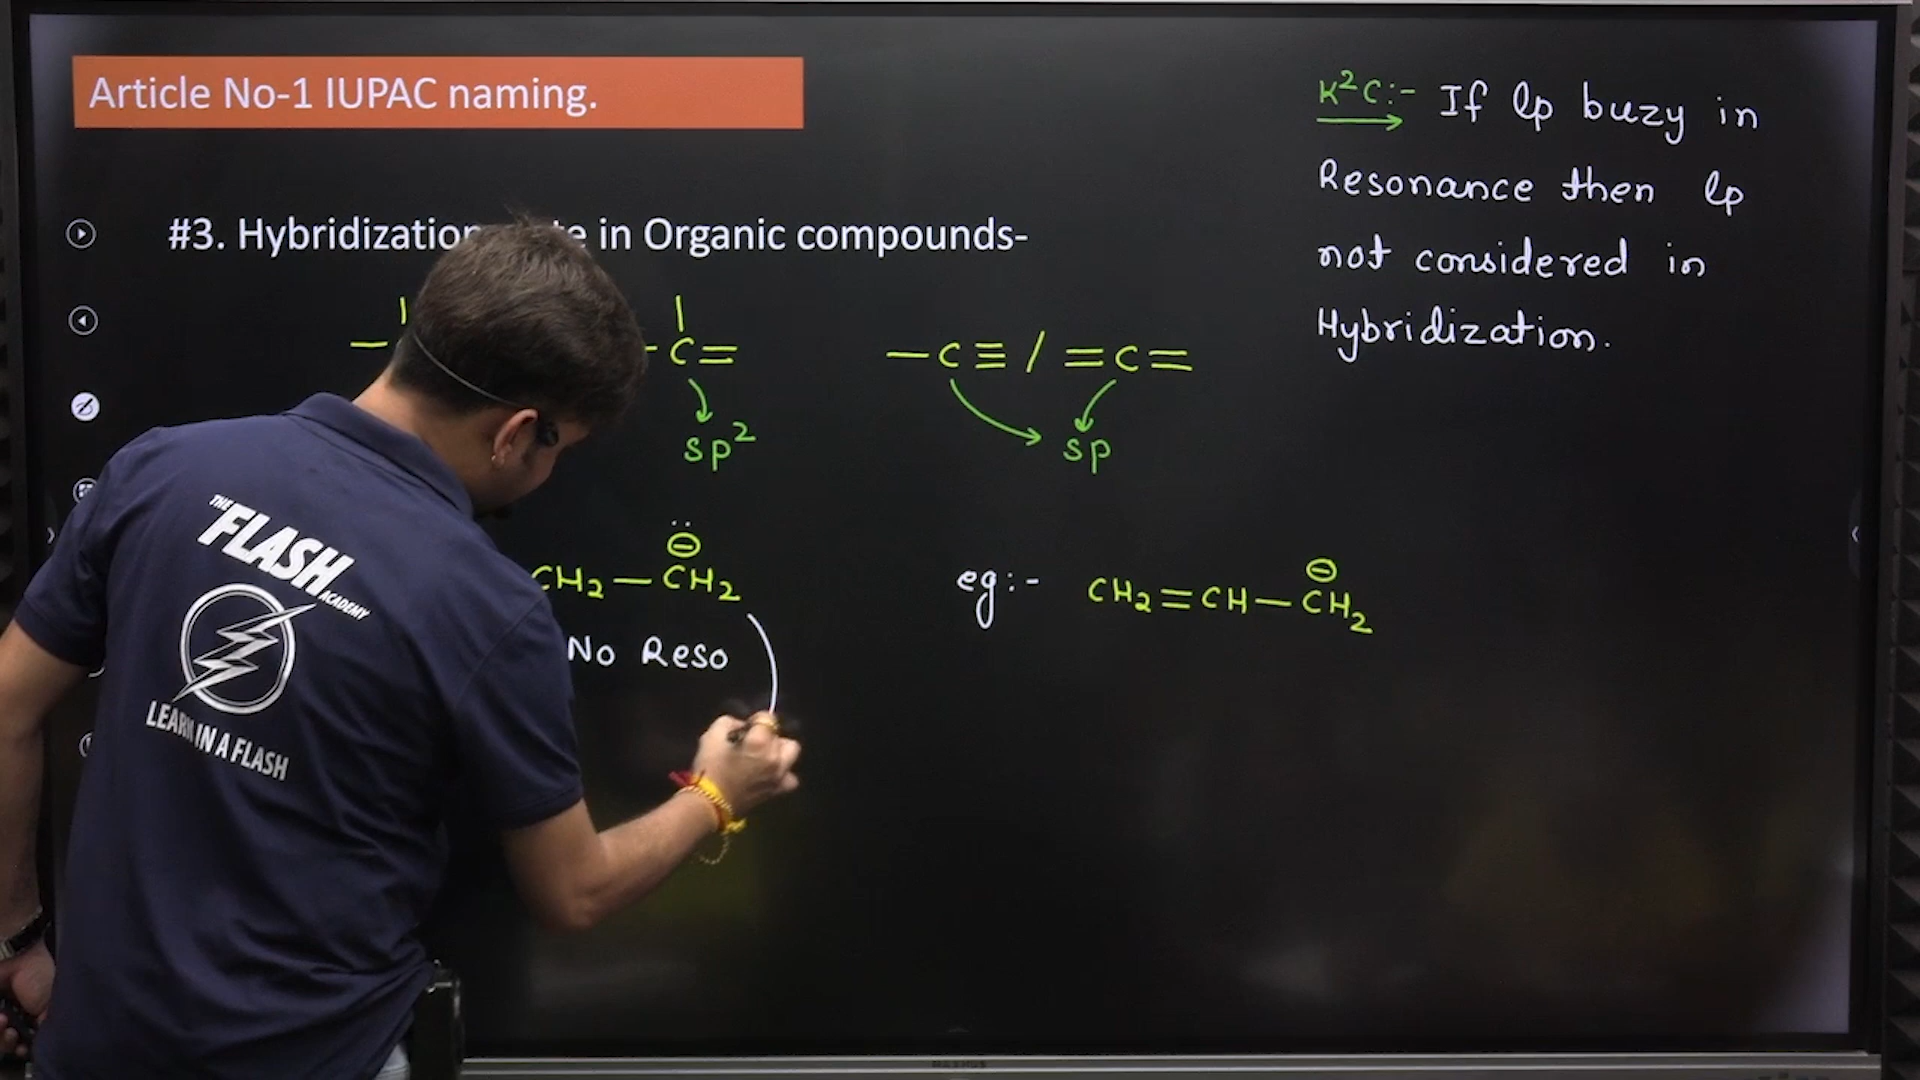 Article No-1 IUPAC naming.
K²C:- If lp buzy in
Resonance then lp
not considered in
Hybridization.
#3. Hybridization in Organic compounds-
C=
-C≡ / =C=
sp²
sp
CH₂-C̈H₂ ⊖
No Reso
eg:- CH₂=CH-CH₂ ⊖
THE
FLASH
ACADEMY
LEARN IN A FLASH